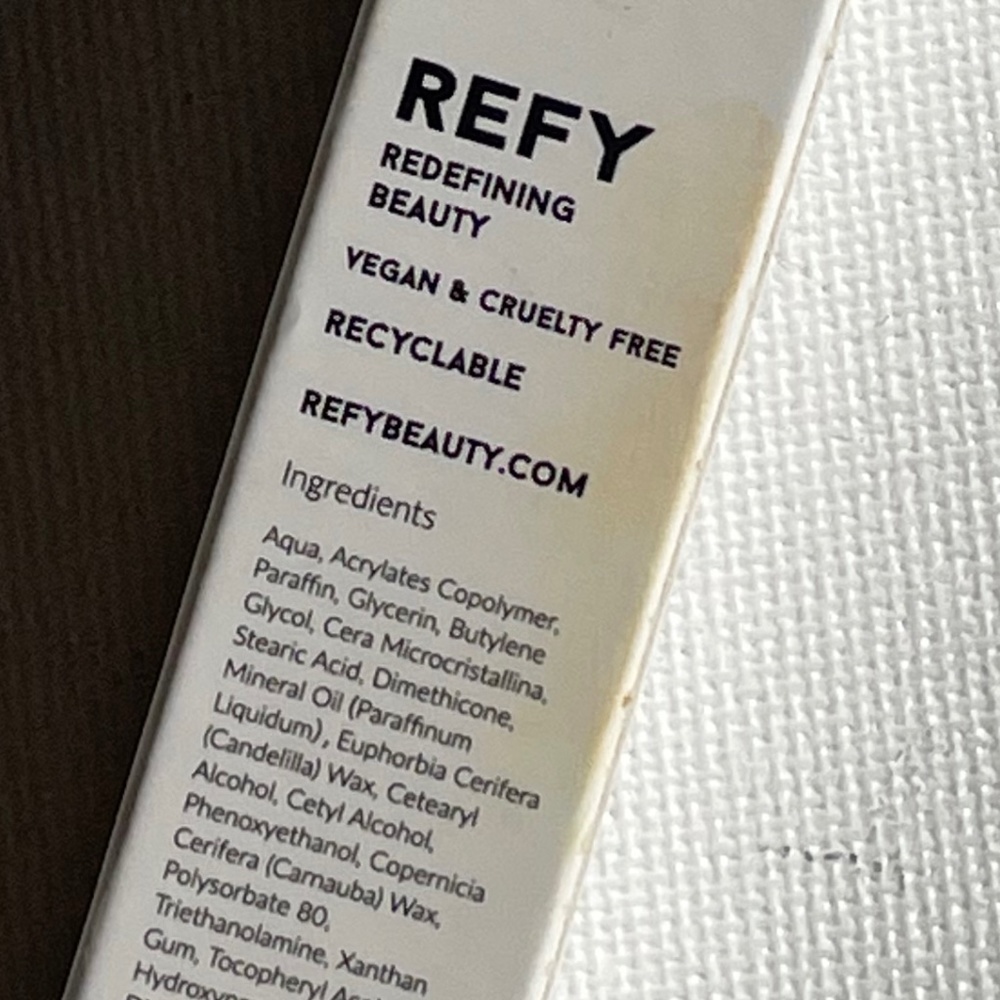 REFY
REDEFINING
BEAUTY
VEGAN & CRUELTY FREE
RECYCLABLE
REFYBEAUTY.COM
Ingredients
Aqua, Acrylates Copolymer,
Paraffin, Glycerin, Butylene
Glycol, Cera Microcristallina,
Stearic Acid, Dimethicone,
Mineral Oil (Paraffinum
Liquidum), Euphorbia Cerifera
(Candelilla) Wax, Cetearyl
Alcohol, Cetyl Alcohol,
Phenoxyethanol, Copernicia
Cerifera (Carnauba) Wax,
Polysorbate 80,
Triethanolamine, Xanthan
Gum, Tocopheryl